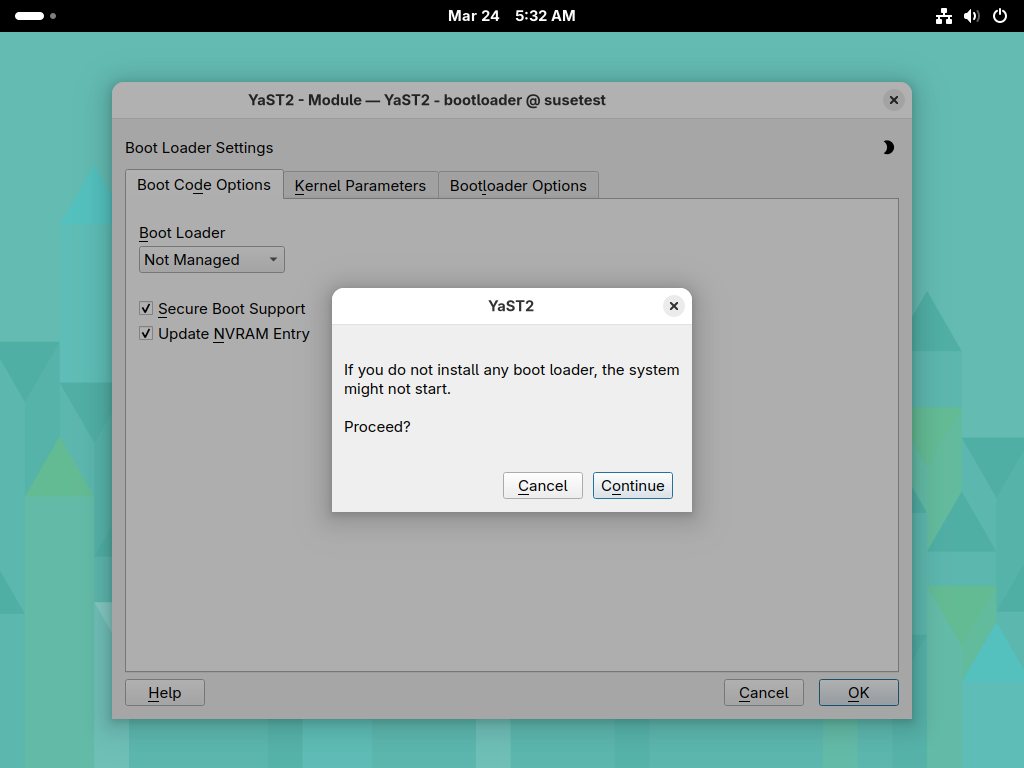 Mar 24 5:32 AM
YaST2 - Module — YaST2 - bootloader @ susetest
Boot Loader Settings
Boot Code Options Kernel Parameters Bootloader Options
Boot Loader
Not Managed
Secure Boot Support
Update NVRAM Entry
YaST2
If you do not install any boot loader, the system
might not start.
Proceed?
Cancel Continue
Help Cancel OK